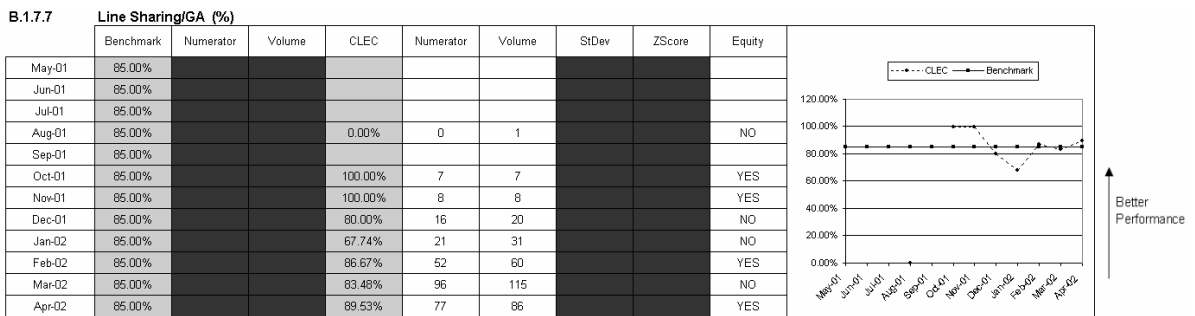 B.1.7.7 Line Sharing/GA (%)
Benchmark Numerator Volume CLEC Numerator Volume StDev ZScore Equity
May-01 85.00%
Jun-01 85.00%
Jul-01 85.00%
Aug-01 85.00% 0.00% 0 1 NO
Sep-01 85.00%
Oct-01 85.00% 100.00% 7 7 YES
Nov-01 85.00% 100.00% 8 8 YES
Dec-01 85.00% 80.00% 16 20 NO
Jan-02 85.00% 67.74% 21 31 NO
Feb-02 85.00% 86.67% 52 60 YES
Mar-02 85.00% 83.48% 96 115 NO
Apr-02 85.00% 89.53% 77 86 YES
CLEC Benchmark
120.00%
100.00%
80.00%
60.00%
40.00%
20.00%
0.00%
May-01 Jun-01 Jul-01 Aug-01 Sep-01 Oct-01 Nov-01 Dec-01 Jan-02 Feb-02 Mar-02 Apr-02
Better
Performance